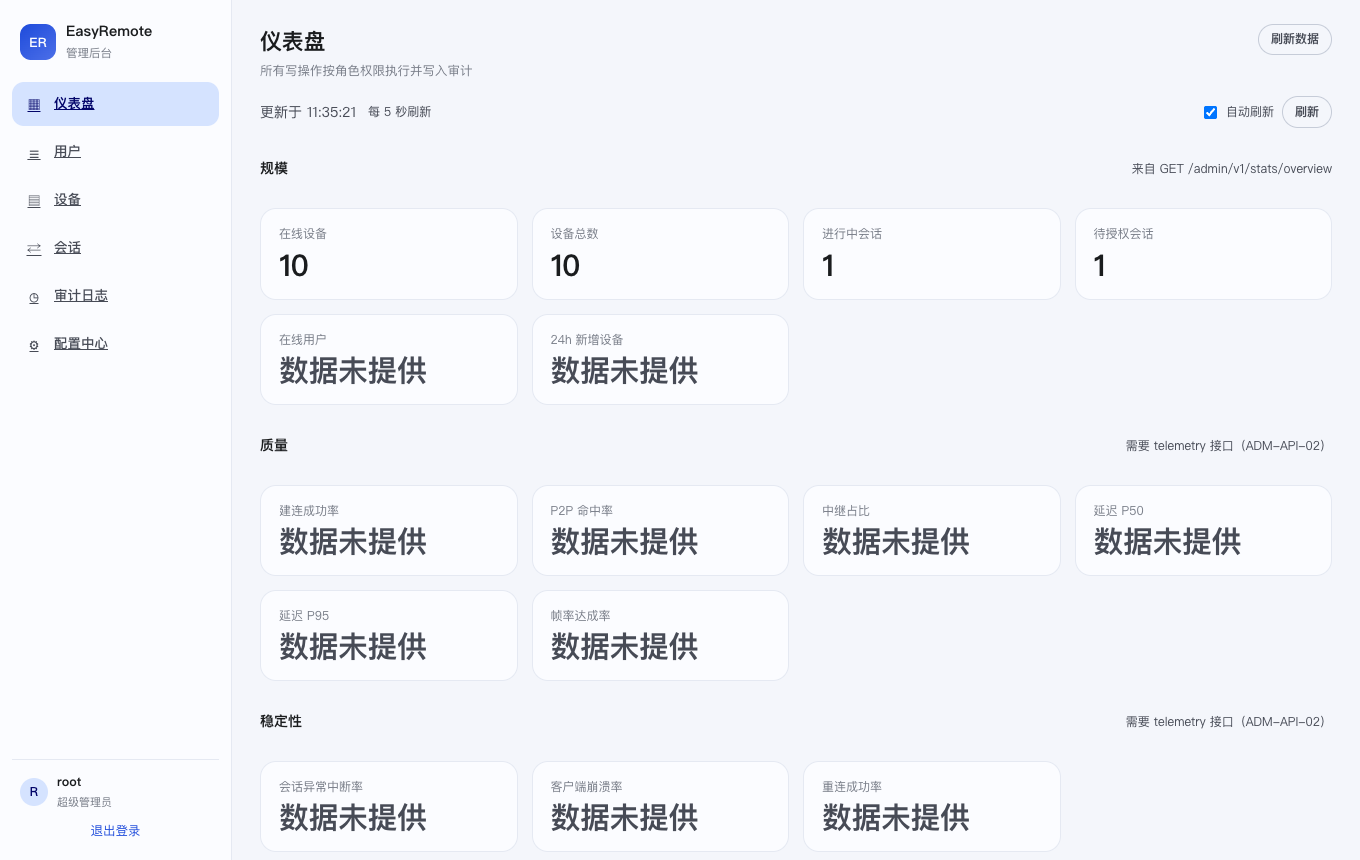 ER
EasyRemote
管理后台
仪表盘
用户
设备
会话
审计日志
配置中心
R
root
超级管理员
退出登录
仪表盘
刷新数据
所有写操作按角色权限执行并写入审计
更新于 11:35:21 每 5 秒刷新
自动刷新
刷新
规模
来自 GET /admin/v1/stats/overview
在线设备
10
设备总数
10
进行中会话
1
待授权会话
1
在线用户
数据未提供
24h 新增设备
数据未提供
质量
需要 telemetry 接口（ADM-API-02）
建连成功率
数据未提供
P2P 命中率
数据未提供
中继占比
数据未提供
延迟 P50
数据未提供
延迟 P95
数据未提供
帧率达成率
数据未提供
稳定性
需要 telemetry 接口（ADM-API-02）
会话异常中断率
数据未提供
客户端崩溃率
数据未提供
重连成功率
数据未提供